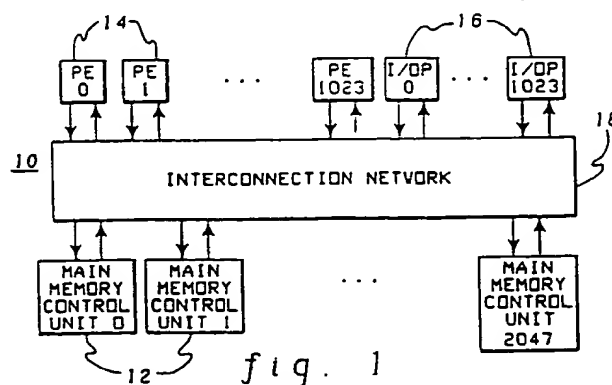 14
16
PE
0
PE
1
...
PE
1023
I/OP
0
...
I/OP
1023
18
10
INTERCONNECTION NETWORK
MAIN
MEMORY
CONTROL
UNIT 0
MAIN
MEMORY
CONTROL
UNIT 1
...
MAIN
MEMORY
CONTROL
UNIT
2047
12
fig. 1